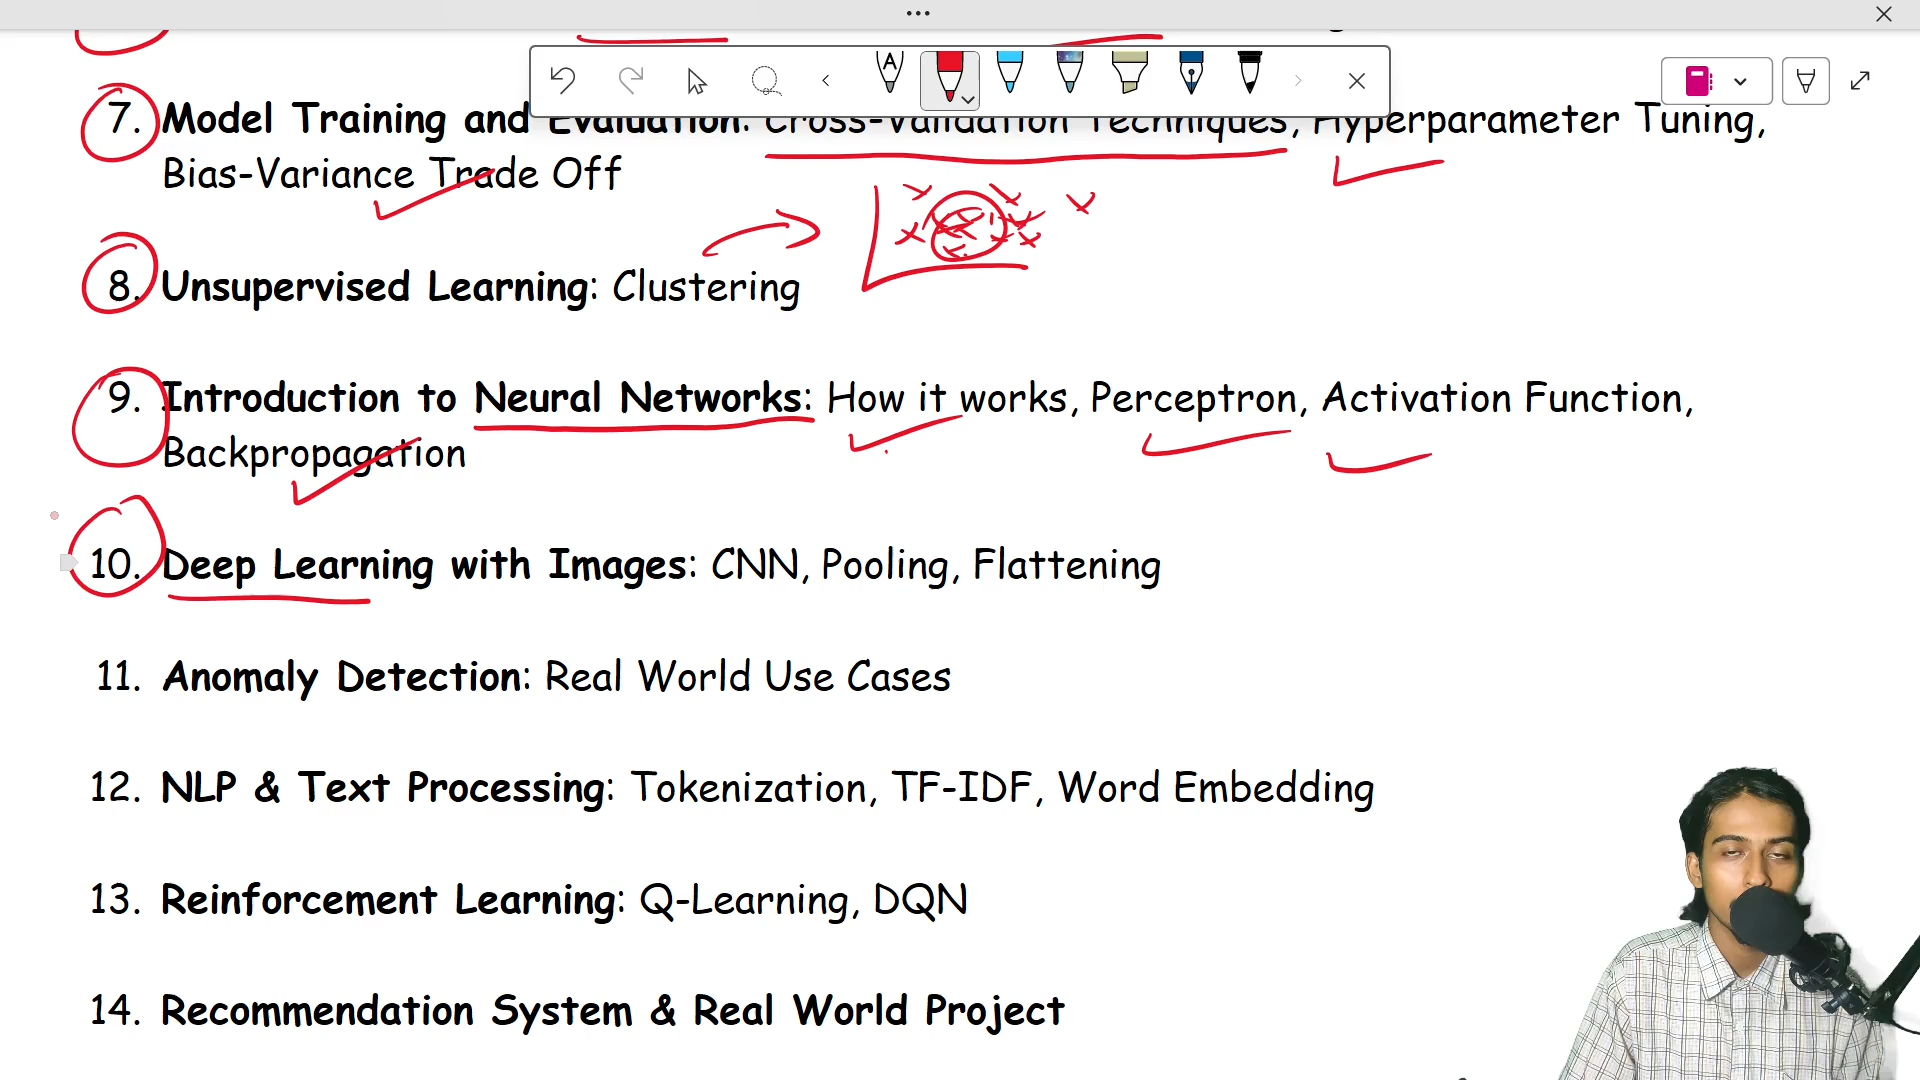 A
7. Model Training and Evaluation: Cross-Validation Techniques, Hyperparameter Tuning,
Bias-Variance Trade Off
8. Unsupervised Learning: Clustering
9. Introduction to Neural Networks: How it works, Perceptron, Activation Function,
Backpropagation
10. Deep Learning with Images: CNN, Pooling, Flattening
11. Anomaly Detection: Real World Use Cases
12. NLP & Text Processing: Tokenization, TF-IDF, Word Embedding
13. Reinforcement Learning: Q-Learning, DQN
14. Recommendation System & Real World Project